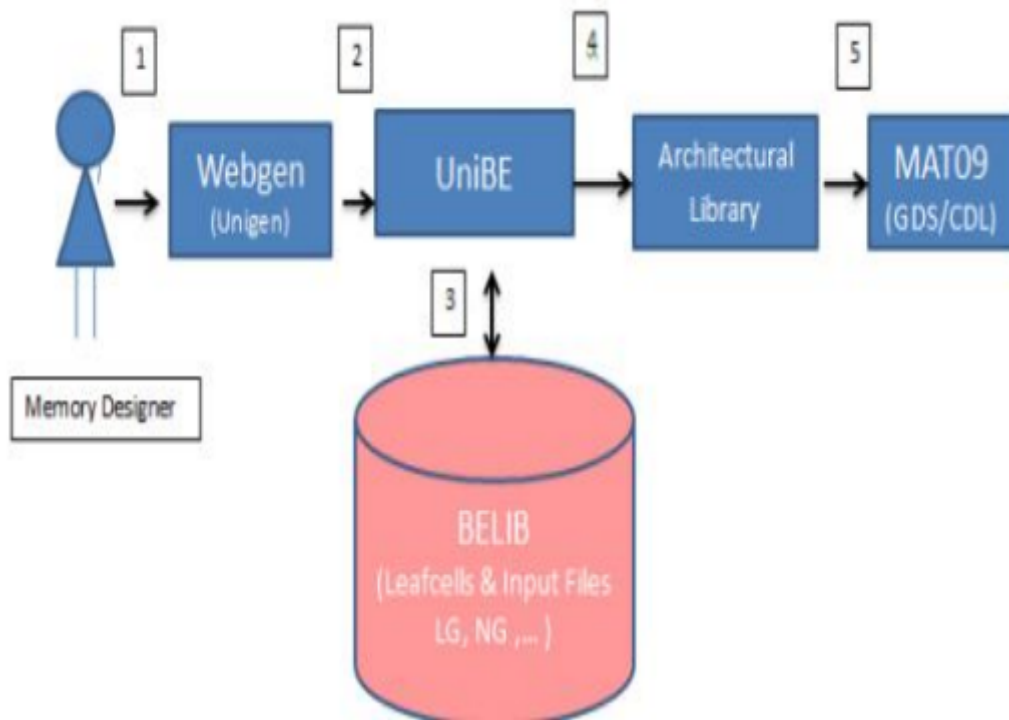 1
2
4
5
Webgen
(Unigen)
UniBE
Architectural
Library
MAT09
(GDS/CDL)
3
Memory Designer
BELIB
(Leafcells & Input Files
LG, NG ,... )